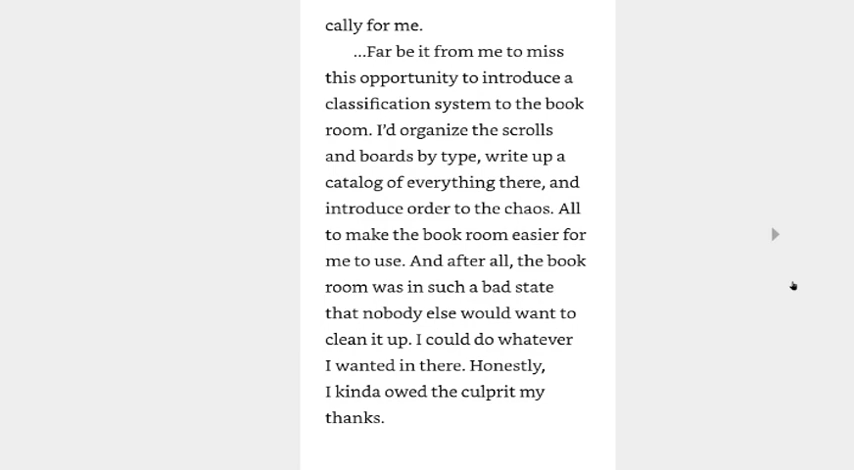 cally for me.
...Far be it from me to miss
this opportunity to introduce a
classification system to the book
room. I'd organize the scrolls
and boards by type, write up a
catalog of everything there, and
introduce order to the chaos. All
to make the book room easier for
me to use. And after all, the book
room was in such a bad state
that nobody else would want to
clean it up. I could do whatever
I wanted in there. Honestly,
I kinda owed the culprit my
thanks.